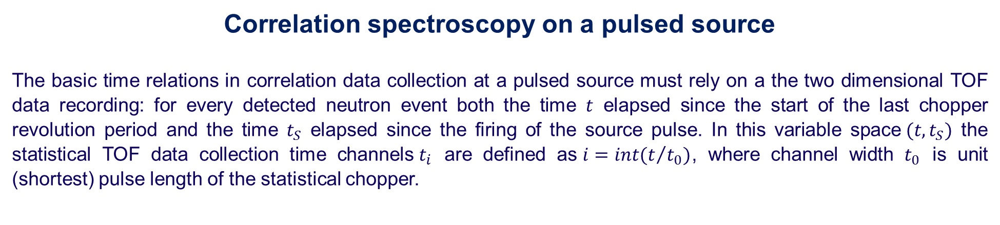 Correlation spectroscopy on a pulsed source
The basic time relations in correlation data collection at a pulsed source must rely on a the two dimensional TOF
data recording: for every detected neutron event both the time t elapsed since the start of the last chopper
revolution period and the time t_S elapsed since the firing of the source pulse. In this variable space (t, t_S) the
statistical TOF data collection time channels t_i are defined as i = int(t/t_0), where channel width t_0 is unit
(shortest) pulse length of the statistical chopper.